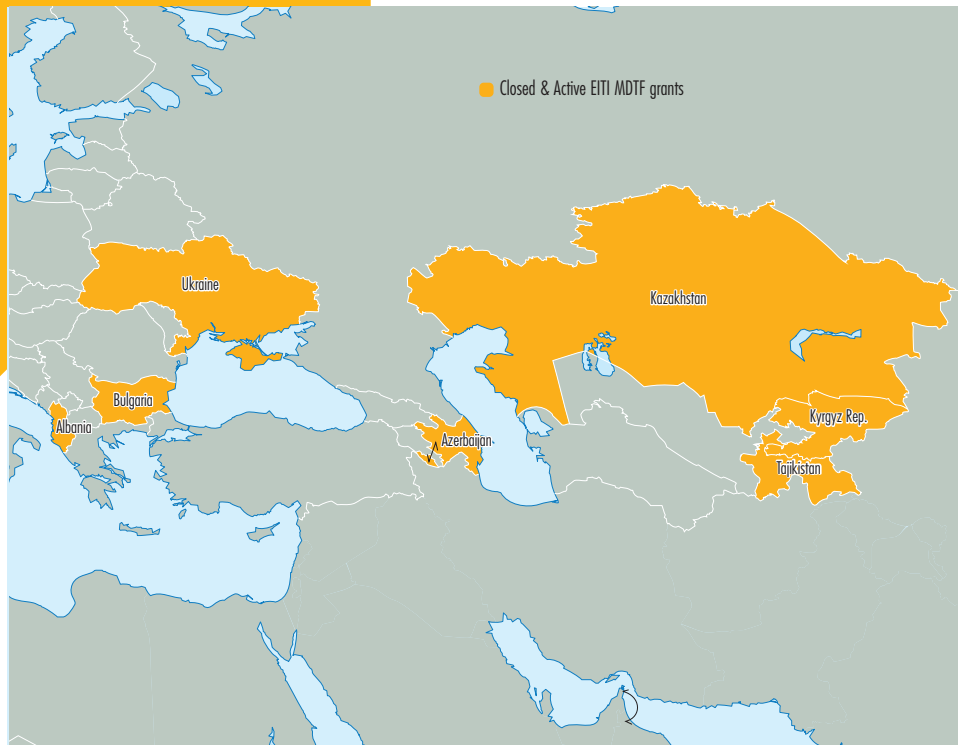 Closed & Active EITI MDTF grants
Ukraine
Kazakhstan
Bulgaria
Albania
Kyrgyz Rep.
Azerbaijan
Tajikistan